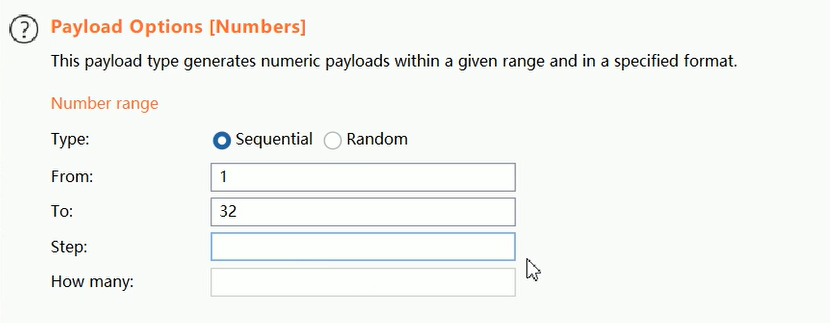 ? Payload Options [Numbers]
This payload type generates numeric payloads within a given range and in a specified format.
Number range
Type: Sequential Random
From: 1
To: 32
Step:
How many: